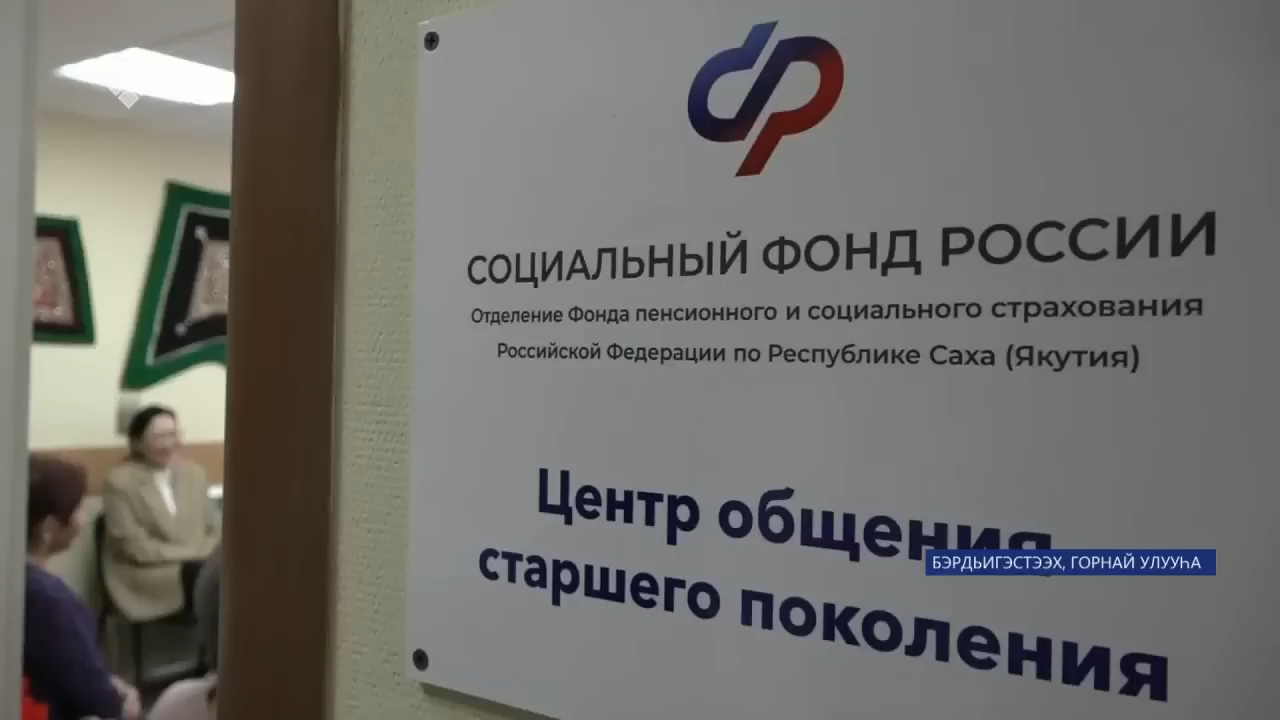 СОЦИАЛЬНЫЙ ФОНД РОССИИ
Отделение Фонда пенсионного и социального страхования
Российской Федерации по Республике Саха (Якутия)
Центр общения
старшего поколения
БЭРДЬИГЭСТЭЭХ, ГОРНАЙ УЛУУҺА